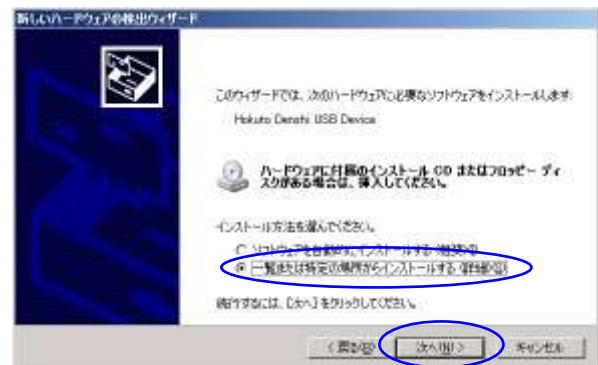 新しいハードウェアの検出ウィザード
このウィザードでは、次のハードウェアに必要なソフトウェアをインストールします:
Hokuto Denshi USB Device
ハードウェアに付属のインストール CD またはフロッピー ディ
スクがある場合は、挿入してください。
インストール方法を選んでください。
ソフトウェアを自動的にインストールする (推奨)(I)
一覧または特定の場所からインストールする (詳細)(S)
続行するには、[次へ] をクリックしてください。
< 戻る(B) 次へ(N) > キャンセル